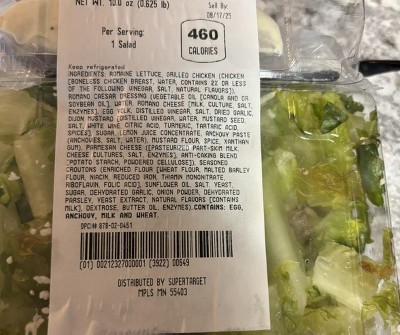 NET WT. 10.0 oz (0.625 lb)
Sell By:
08/17/25
Per Serving:
1 Salad
460
CALORIES
Keep refrigerated
INGREDIENTS: ROMAINE LETTUCE, GRILLED CHICKEN (CHICKEN
(BONELESS CHICKEN BREAST, WATER, CONTAINS 2% OR LESS
OF THE FOLLOWING VINEGAR, SALT, NATURAL FLAVORS)),
ROMANO CAESAR DRESSING (VEGETABLE OIL [CANOLA AND OR
SOYBEAN OIL], WATER, ROMANO CHEESE [MILK, CULTURE, SALT,
ENZYMES], EGG YOLK, DISTILLED VINEGAR, SALT, DRIED GARLIC,
DIJON MUSTARD [DISTILLED VINEGAR, WATER, MUSTARD SEED,
SALT, WHITE WINE CITRIC ACID, TURMERIC, TARTARIC ACID,
SPICES], SUGAR, LEMON JUICE CONCENTRATE, ANCHOVY PASTE
(ANCHOVIES, SALT, WATER), MUSTARD FLOUR, SPICE, XANTHAN
GUM), PARMESAN CHEESE ([PASTEURIZED PART-SKIM MILK,
CHEESE CULTURES, SALT, ENZYMES], ANTI-CAKING BLEND
[POTATO STARCH, POWDERED CELLULOSE]), SEASONED
CROUTONS (ENRICHED FLOUR [WHEAT FLOUR, MALTED BARLEY
FLOUR, NIACIN, REDUCED IRON, THIAMIN MONONITRATE,
RIBOFLAVIN, FOLIC ACID], SUNFLOWER OIL, SALT, YEAST,
SUGAR, DEHYDRATED GARLIC, ONION POWDER, DEHYDRATED
PARSLEY, YEAST EXTRACT, NATURAL FLAVORS [CONTAINS
MILK], DEXTROSE, BUTTER OIL, ENZYMES).CONTAINS: EGG,
ANCHOVY, MILK AND WHEAT.
DPCI# 878-02-0451
(01) 00212327000001 (3922) 00649
DISTRIBUTED BY SUPERTARGET
MPLS MN 55403